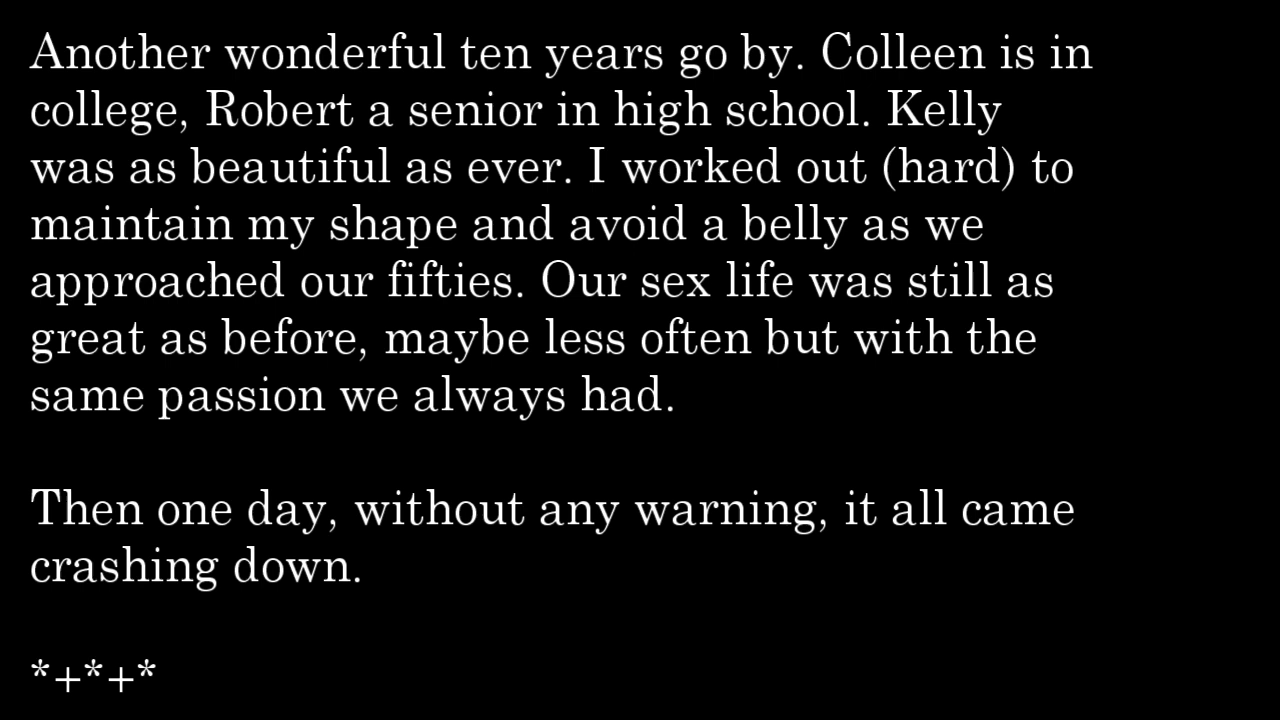 Another wonderful ten years go by. Colleen is in
college, Robert a senior in high school. Kelly
was as beautiful as ever. I worked out (hard) to
maintain my shape and avoid a belly as we
approached our fifties. Our sex life was still as
great as before, maybe less often but with the
same passion we always had.
Then one day, without any warning, it all came
crashing down.
*+*+*